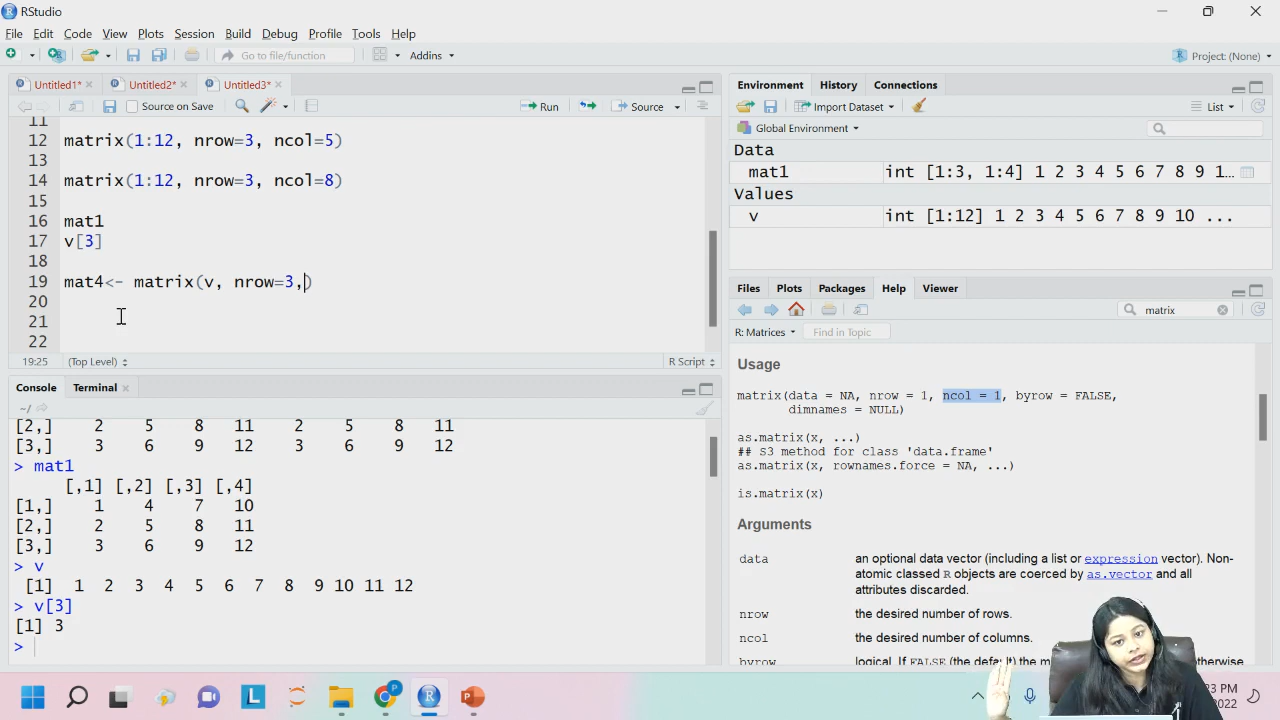 RStudio
File Edit Code View Plots Session Build Debug Profile Tools Help
Go to file/function Addins Project: (None)
Untitled1* Untitled2* Untitled3*
Source on Save Run Source
11
12 matrix(1:12, nrow=3, ncol=5)
13
14 matrix(1:12, nrow=3, ncol=8)
15
16 mat1
17 v[3]
18
19 mat4<- matrix(v, nrow=3,)
20
21
22
19:25 (Top Level) R Script
Console Terminal
~/
[2,] 2 5 8 11 2 5 8 11
[3,] 3 6 9 12 3 6 9 12
> mat1
[,1] [,2] [,3] [,4]
[1,] 1 4 7 10
[2,] 2 5 8 11
[3,] 3 6 9 12
> v
[1] 1 2 3 4 5 6 7 8 9 10 11 12
> v[3]
[1] 3
>
Environment History Connections
Import Dataset List
Global Environment
Data
mat1 int [1:3, 1:4] 1 2 3 4 5 6 7 8 9 1...
Values
v int [1:12] 1 2 3 4 5 6 7 8 9 10 ...
Files Plots Packages Help Viewer
matrix
R: Matrices Find in Topic
Usage
matrix(data = NA, nrow = 1, ncol = 1, byrow = FALSE,
dimnames = NULL)
as.matrix(x, ...)
## S3 method for class 'data.frame'
as.matrix(x, rownames.force = NA, ...)
is.matrix(x)
Arguments
data an optional data vector (including a list or expression vector). Non-
atomic classed R objects are coerced by as.vector and all
attributes discarded.
nrow the desired number of rows.
ncol the desired number of columns.
byrow logical. If FALSE (the default) the m otherwise
L P